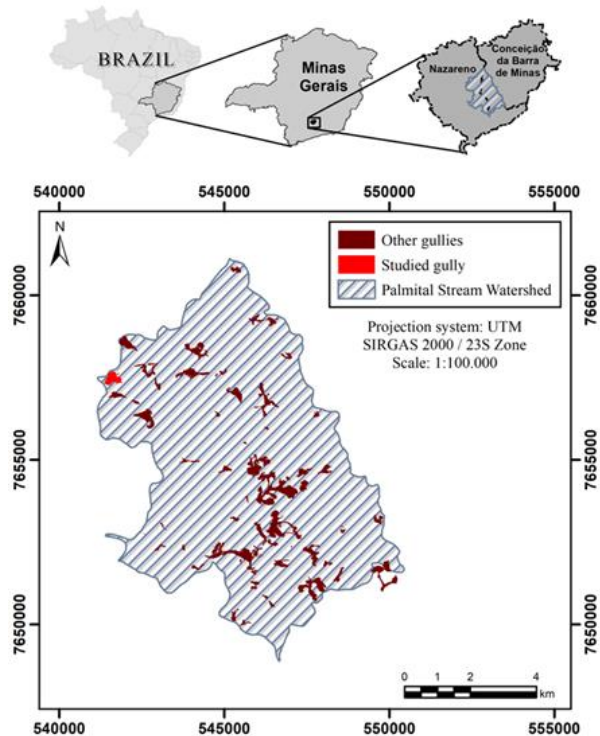 BRAZIL
Minas
Gerais
Nazareno
Conceição
da Barra
de Minas
540000 545000 550000 555000
N
Other gullies
Studied gully
Palmital Stream Watershed
Projection system: UTM
SIRGAS 2000 / 23S Zone
Scale: 1:100.000
7660000 7660000
7655000 7655000
7650000 7650000
0 1 2 4
km
540000 545000 550000 555000